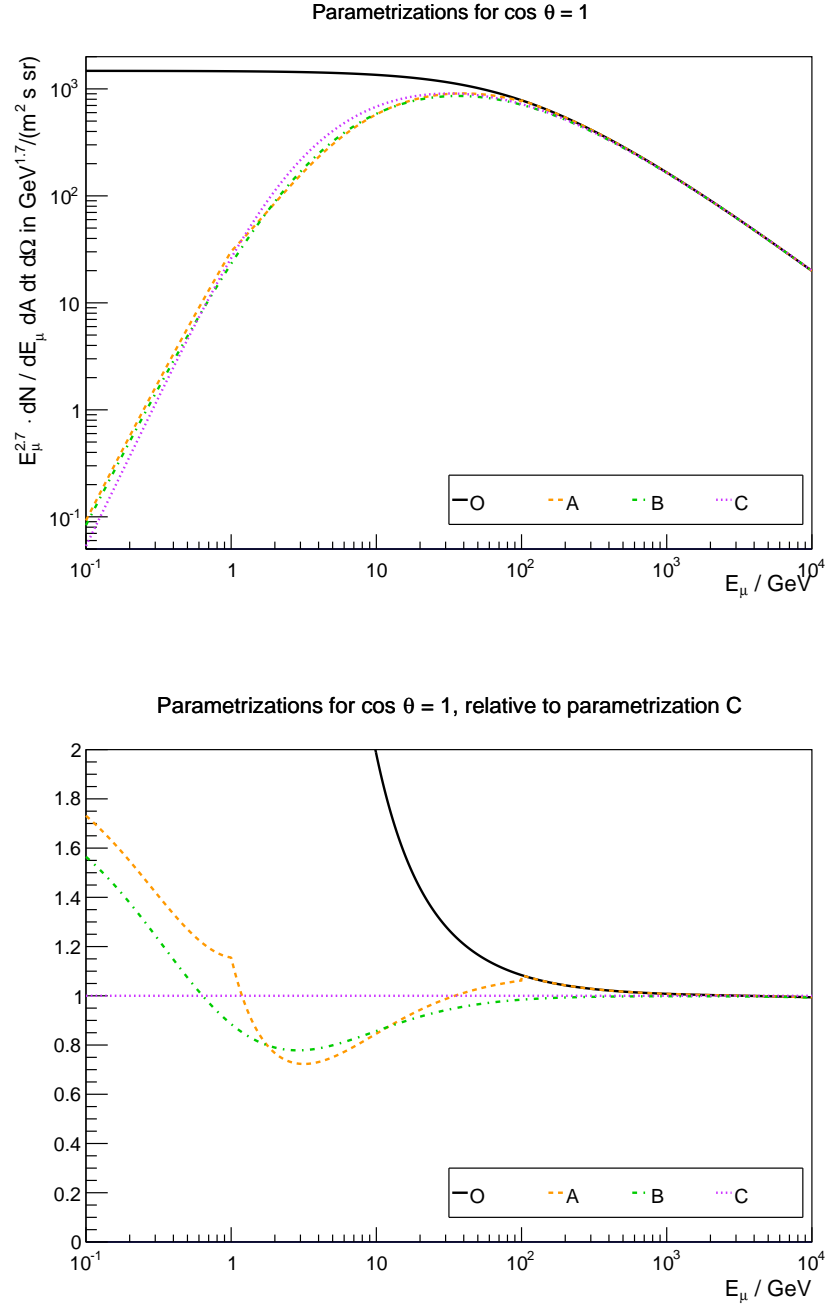 Parametrizations for cos θ = 1
E_μ^2.7 · dN / dE_μ dA dt dΩ in GeV^1.7/(m^2 s sr)
10^3
10^2
10
1
10^-1
O A B C
10^-1 1 10 10^2 10^3 10^4
E_μ / GeV
Parametrizations for cos θ = 1, relative to parametrization C
2
1.8
1.6
1.4
1.2
1
0.8
0.6
0.4
0.2
0
O A B C
10^-1 1 10 10^2 10^3 10^4
E_μ / GeV